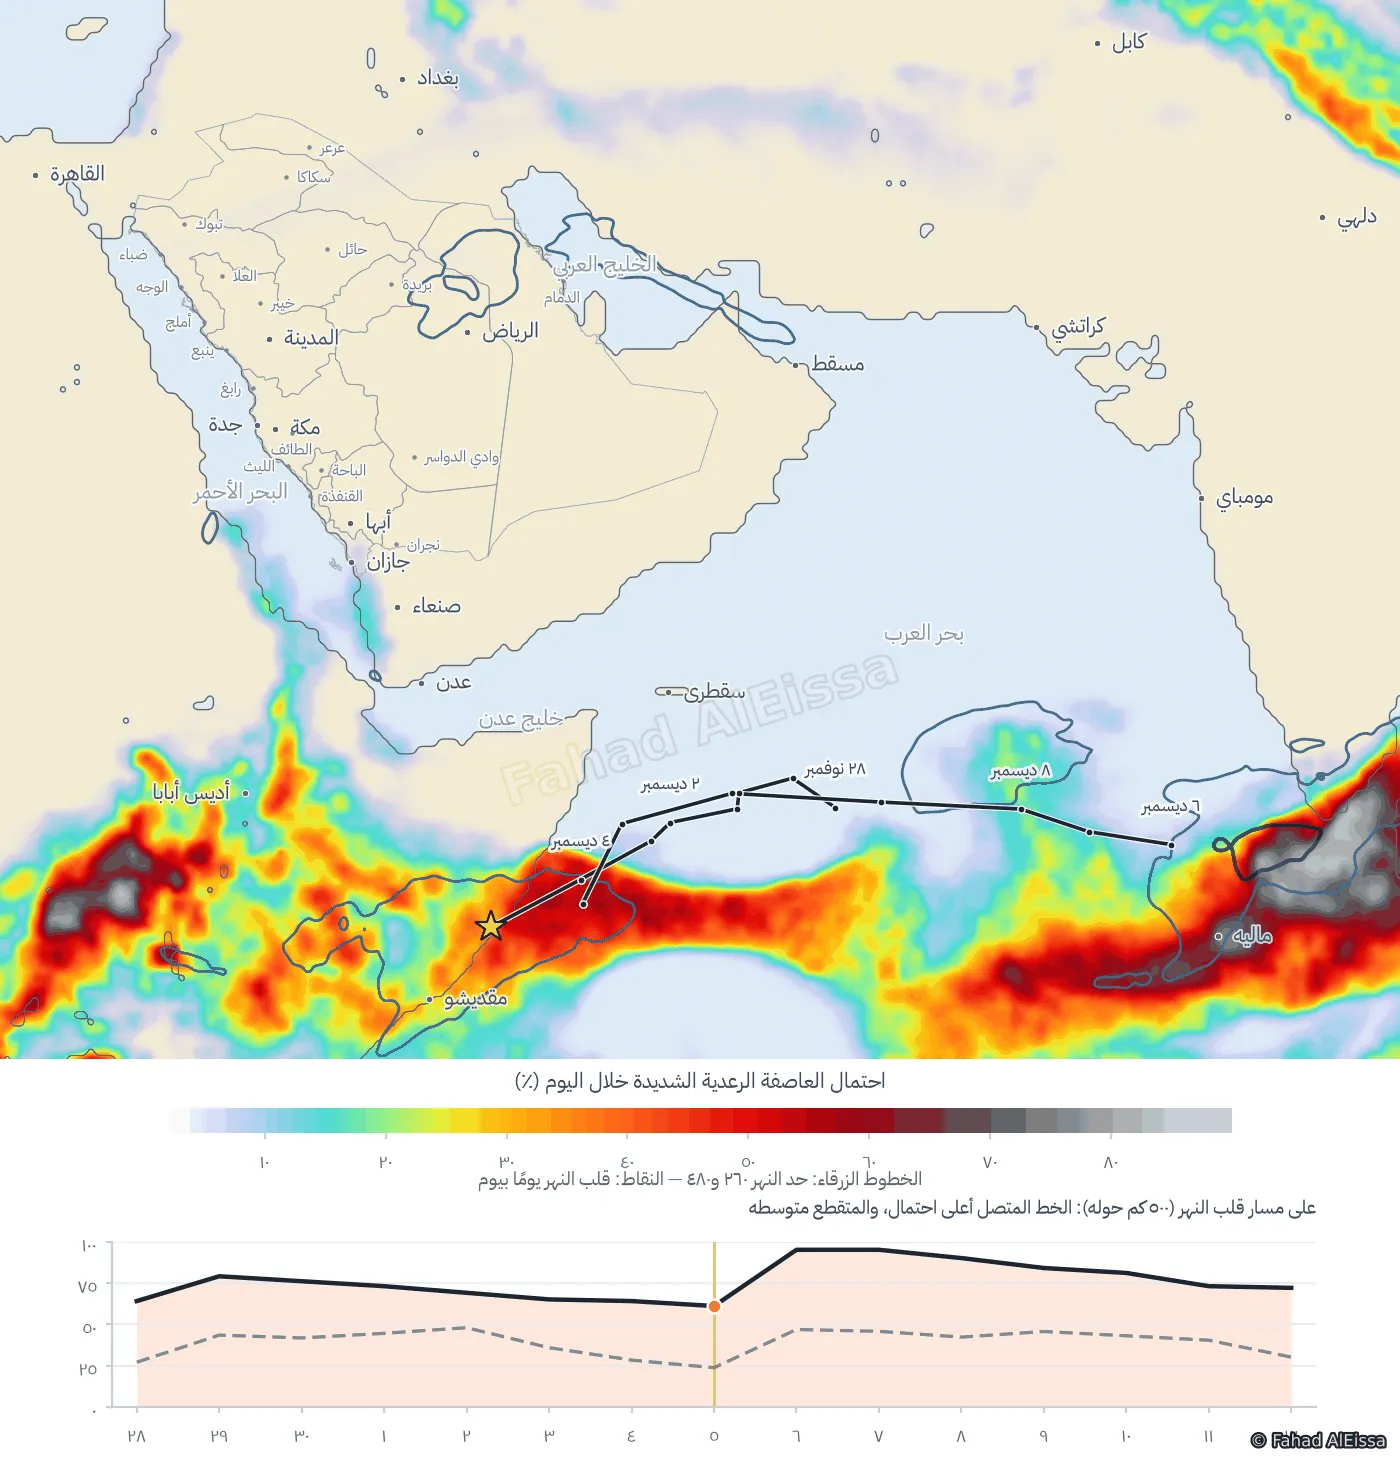 كابل
بغداد
عرعر
القاهرة
سكاكا
دلهي
تبوك
حائل
ضباء
الخليج العربي
العلا
الوجه
بريدة
الدمام
خيبر
أملج
كراتشي
الرياض
المدينة
ينبع
مسقط
رابغ
جدة
مكة
الطائف
وادي الدواسر
الليث
الباحة
البحر الأحمر
القنفذة
مومباي
أبها
نجران
جازان
صنعاء
بحر العرب
عدن
سقطرى
خليج عدن
Fahad AlEissa
٢٨ نوفمبر
٨ ديسمبر
٢ ديسمبر
أديس أبابا
٦ ديسمبر
٤ ديسمبر
ماليه
مقديشو
احتمال العاصفة الرعدية الشديدة خلال اليوم (٪)
١٠ ٢٠ ٣٠ ٤٠ ٥٠ ٦٠ ٧٠ ٨٠
الخطوط الزرقاء: حد النهر ٢٦٠ و٤٨٠ — النقاط: قلب النهر يومًا بيوم
على مسار قلب النهر (٥٠٠ كم حوله): الخط المتصل أعلى احتمال، والمتقطع متوسطه
١٠٠
٧٥
٥٠
٢٥
٠
٢٨ ٢٩ ٣٠ ١ ٢ ٣ ٤ ٥ ٦ ٧ ٨ ٩ ١٠ ١١
© Fahad AlEissa